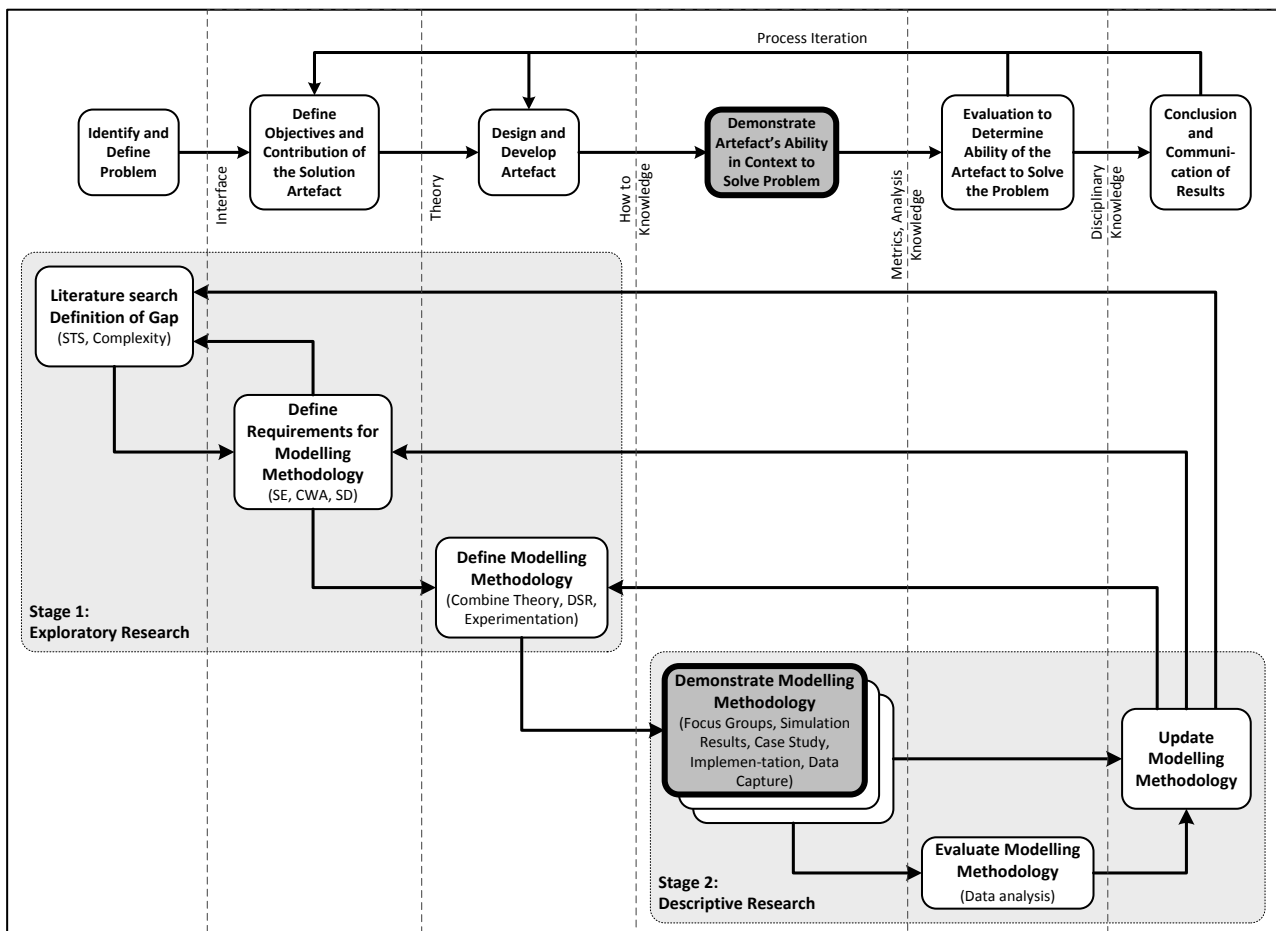 Process Iteration
Identify and
Define
Problem
Define
Objectives and
Contribution of
the Solution
Artefact
Design and
Develop
Artefact
Demonstrate
Artefact's Ability
in Context to
Solve Problem
Evaluation to
Determine
Ability of the
Artefact to Solve
the Problem
Conclusion
and
Communi-
cation of
Results
Interface
Theory
How to
Knowledge
Metrics, Analysis
Knowledge
Disciplinary
Knowledge
Literature search
Definition of Gap
(STS, Complexity)
Define
Requirements for
Modelling
Methodology
(SE, CWA, SD)
Define Modelling
Methodology
(Combine Theory, DSR,
Experimentation)
Stage 1:
Exploratory Research
Demonstrate Modelling
Methodology
(Focus Groups, Simulation
Results, Case Study,
Implemen-tation, Data
Capture)
Update
Modelling
Methodology
Evaluate Modelling
Methodology
(Data analysis)
Stage 2:
Descriptive Research